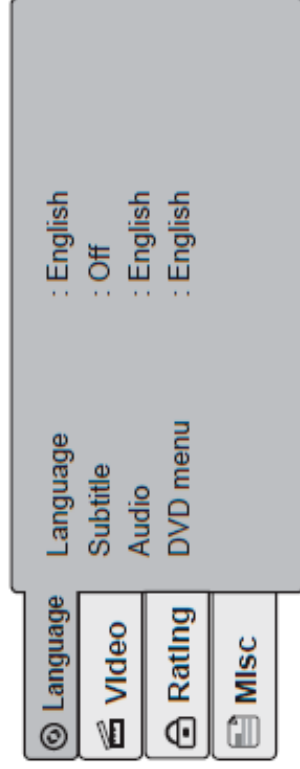 Language
Video
Rating
Misc
Language : English
Subtitle : Off
Audio : English
DVD menu : English